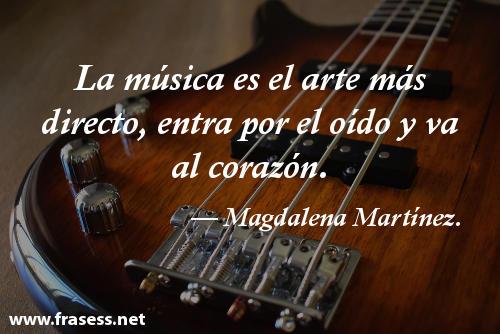 La música es el arte más
directo, entra por el oído y va
al corazón.
— Magdalena Martínez.
www.frasess.net